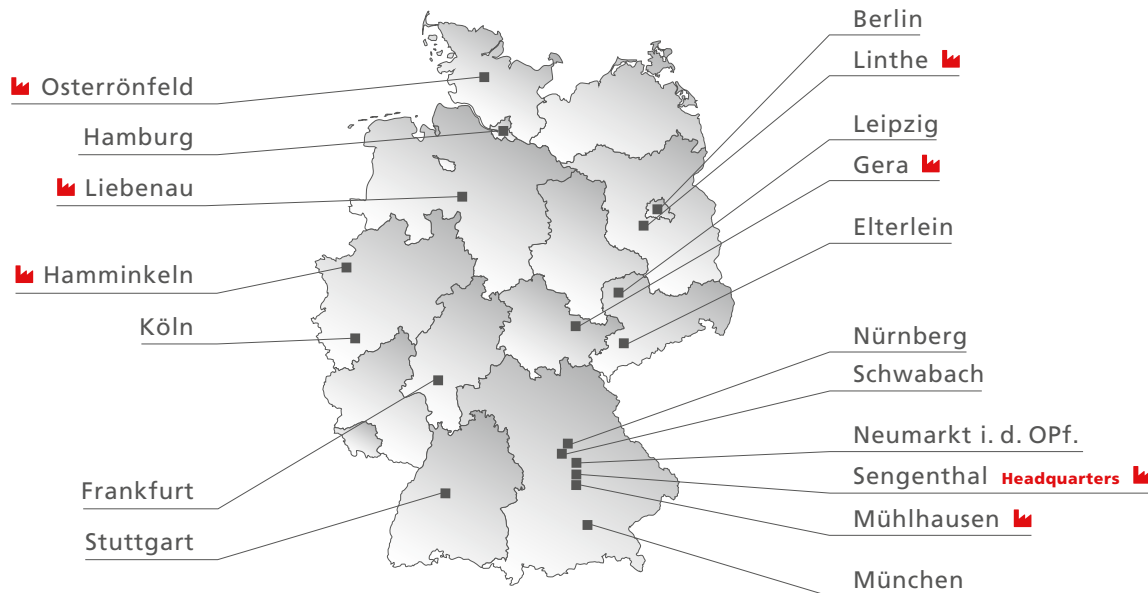 Osterrönfeld
Hamburg
Liebenau
Hamminkeln
Köln
Frankfurt
Stuttgart
Berlin
Linthe
Leipzig
Gera
Elterlein
Nürnberg
Schwabach
Neumarkt i. d. OPf.
Sengenthal Headquarters
Mühlhausen
München